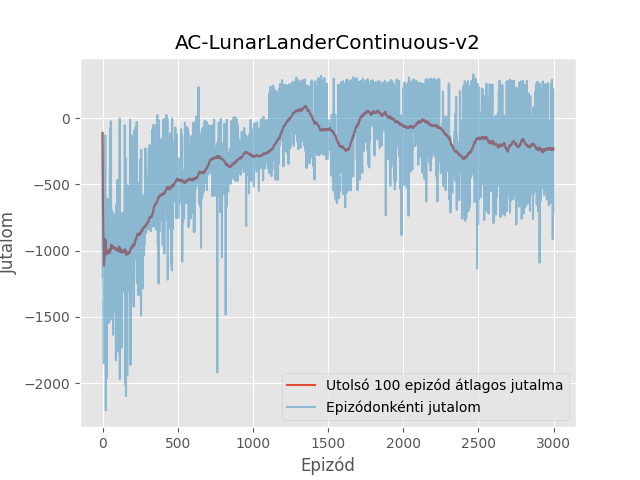 AC-LunarLanderContinuous-v2
Jutalom
0
−500
−1000
−1500
−2000
Utolsó 100 epizód átlagos jutalma
Epizódonkénti jutalom
0 500 1000 1500 2000 2500 3000
Epizód